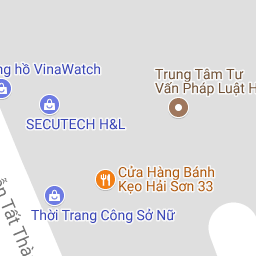 ng hồ VinaWatch
Trung Tâm Tư
Vấn Pháp Luật H
SECUTECH H&L
Cửa Hàng Bánh
Kẹo Hải Sơn 33
Thời Trang Công Sở Nữ
ễn Tất Thà